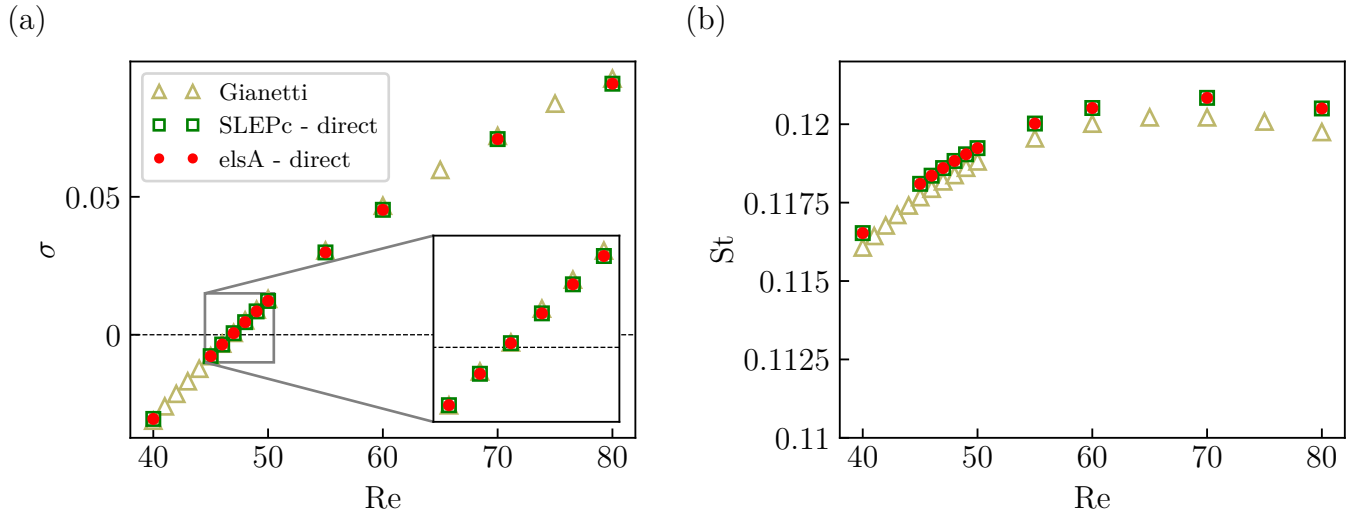 (a)
Gianetti
SLEPc - direct
elsA - direct
0.05
0
σ
40 50 60 70 80
Re
(b)
0.12
0.1175
0.115
0.1125
0.11
St
40 50 60 70 80
Re